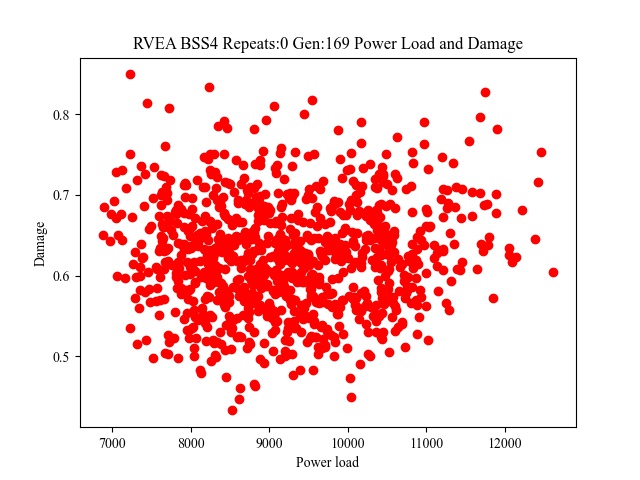 RVEA BSS4 Repeats:0 Gen:169 Power Load and Damage
0.8
0.7
0.6
0.5
Damage
7000 8000 9000 10000 11000 12000
Power load